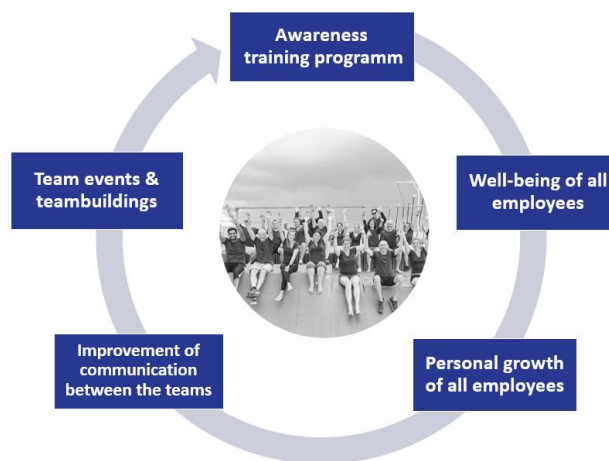 Awareness
training programm
Well-being of all
employees
Personal growth
of all employees
Improvement of
communication
between the teams
Team events &
teambuildings